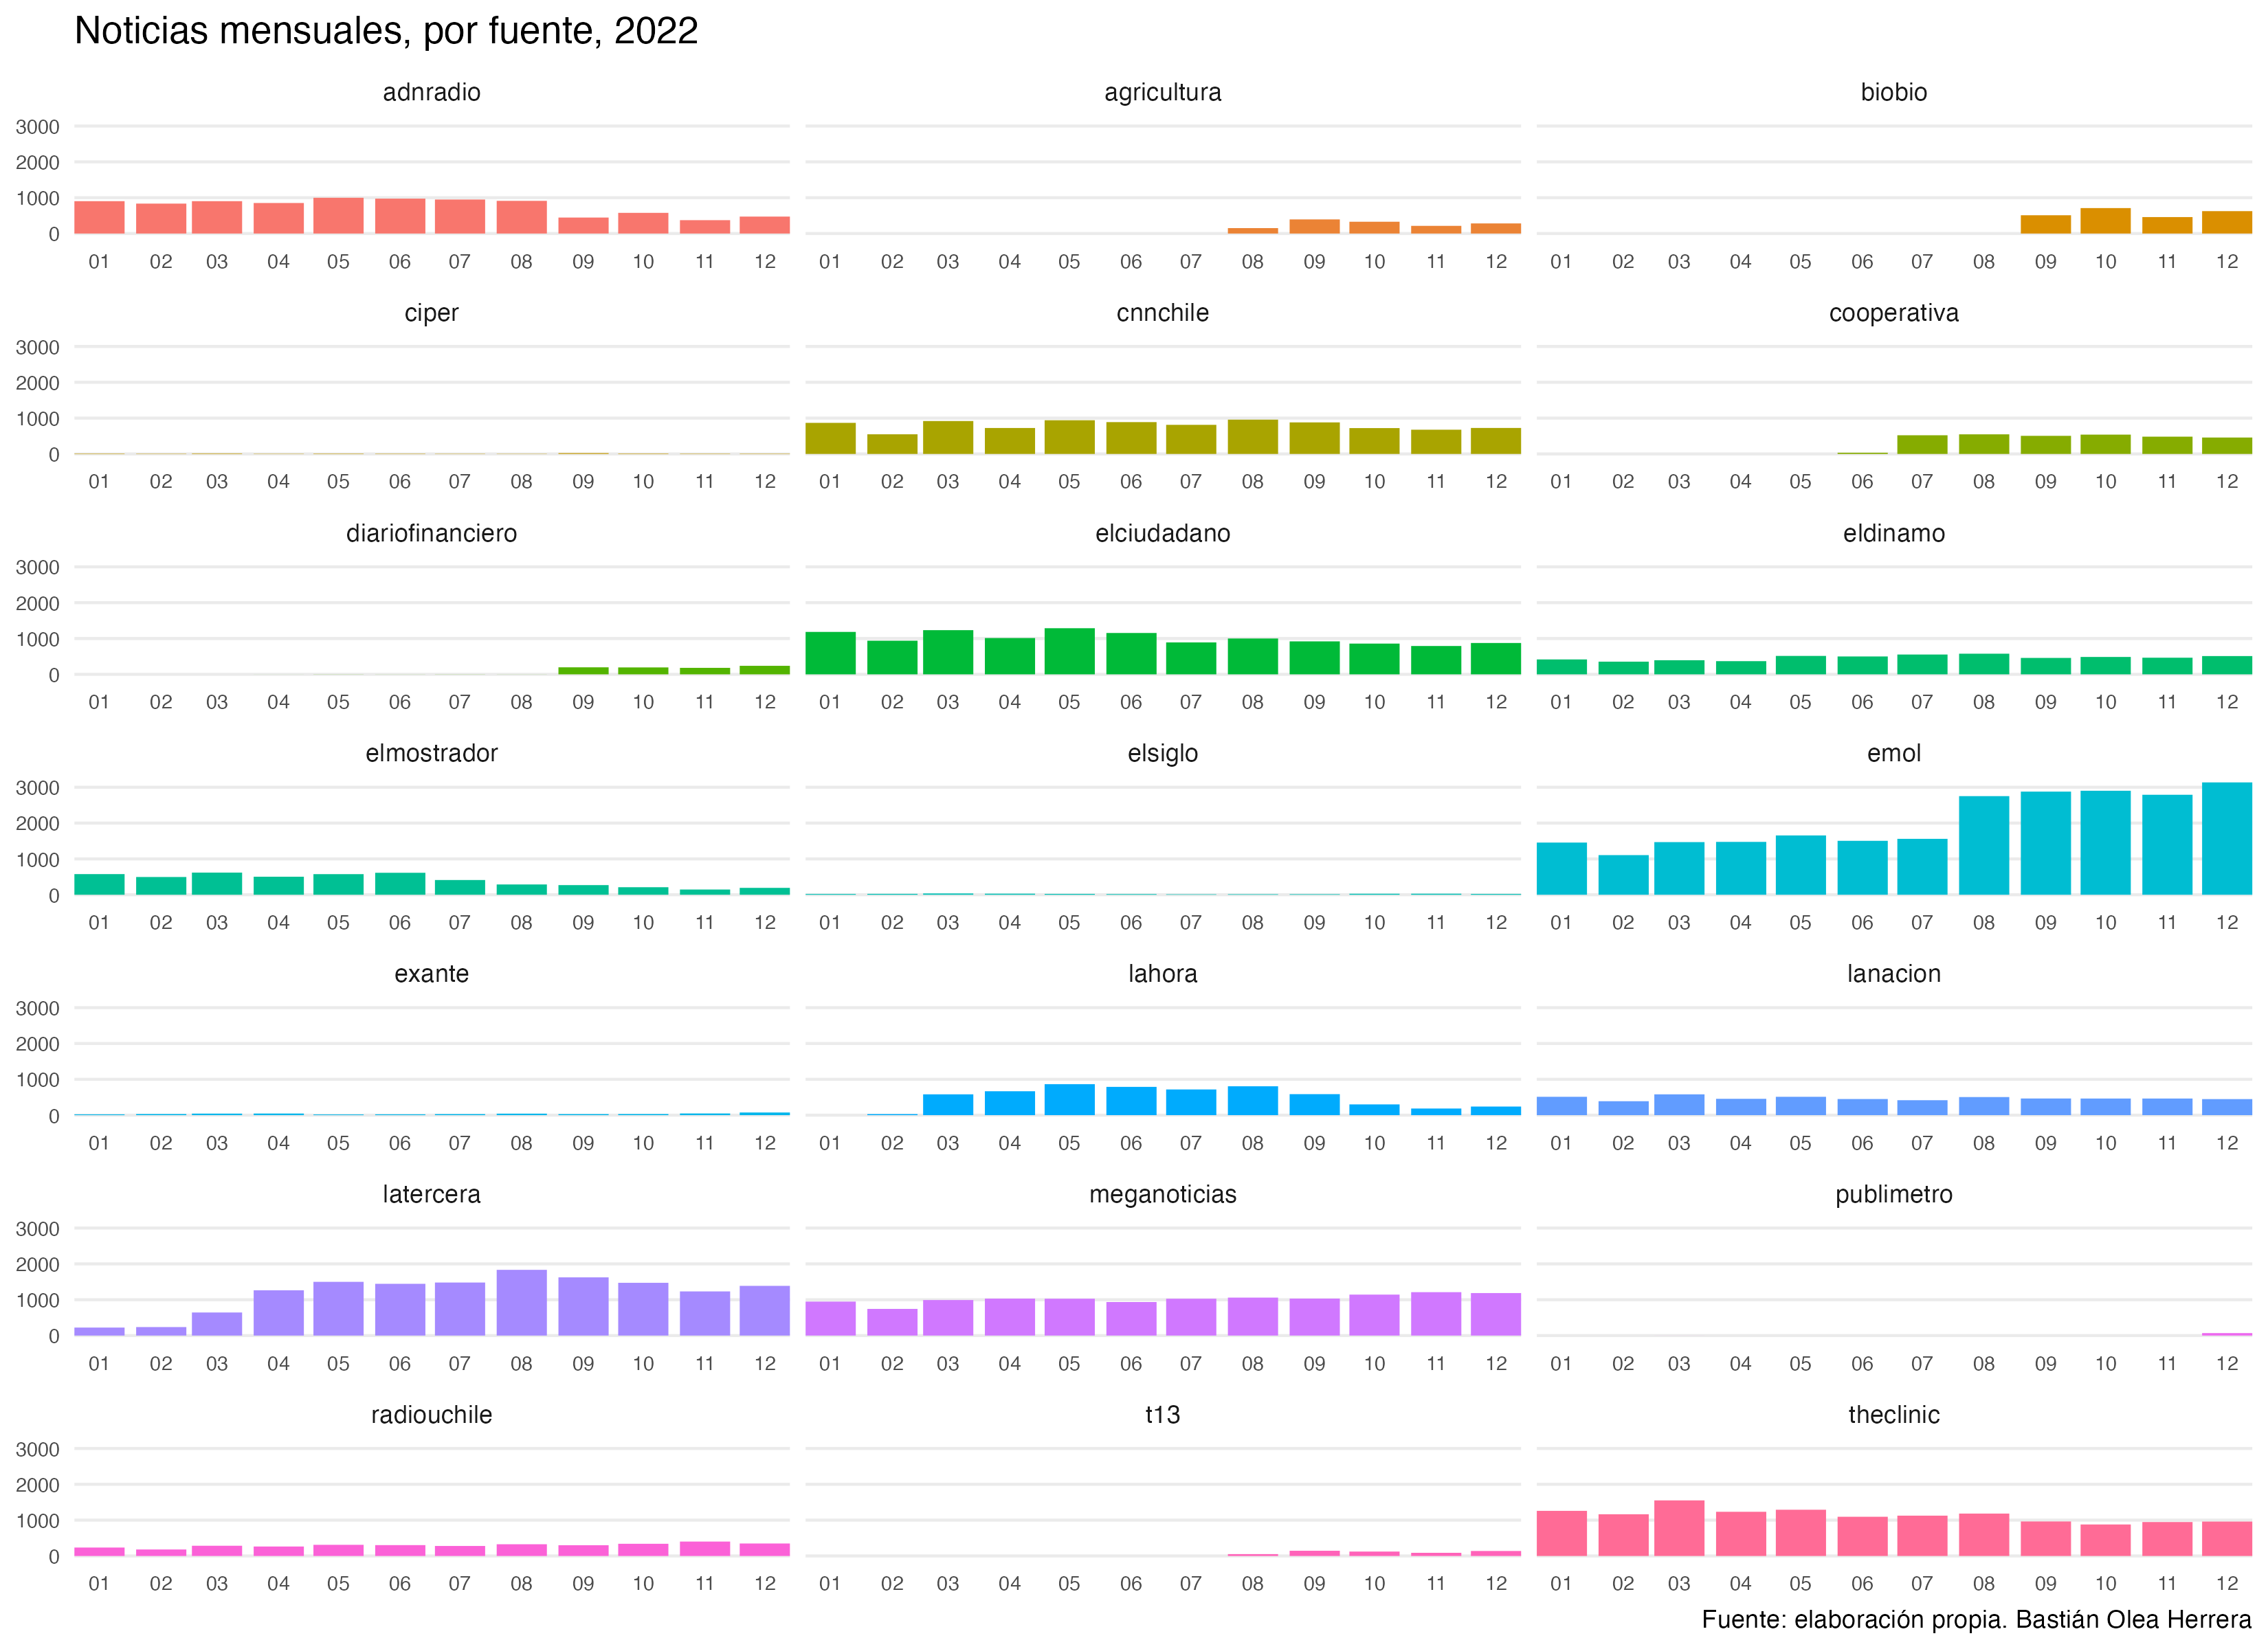 Noticias mensuales, por fuente, 2022
adnradio agricultura biobio
3000
2000
1000
0
01 02 03 04 05 06 07 08 09 10 11 12 01 02 03 04 05 06 07 08 09 10 11 12 01 02 03 04 05 06 07 08 09 10 11 12
ciper cnnchile cooperativa
3000
2000
1000
0
01 02 03 04 05 06 07 08 09 10 11 12 01 02 03 04 05 06 07 08 09 10 11 12 01 02 03 04 05 06 07 08 09 10 11 12
diariofinanciero elciudadano eldinamo
3000
2000
1000
0
01 02 03 04 05 06 07 08 09 10 11 12 01 02 03 04 05 06 07 08 09 10 11 12 01 02 03 04 05 06 07 08 09 10 11 12
elmostrador elsiglo emol
3000
2000
1000
0
01 02 03 04 05 06 07 08 09 10 11 12 01 02 03 04 05 06 07 08 09 10 11 12 01 02 03 04 05 06 07 08 09 10 11 12
exante lahora lanacion
3000
2000
1000
0
01 02 03 04 05 06 07 08 09 10 11 12 01 02 03 04 05 06 07 08 09 10 11 12 01 02 03 04 05 06 07 08 09 10 11 12
latercera meganoticias publimetro
3000
2000
1000
0
01 02 03 04 05 06 07 08 09 10 11 12 01 02 03 04 05 06 07 08 09 10 11 12 01 02 03 04 05 06 07 08 09 10 11 12
radiouchile t13 theclinic
3000
2000
1000
0
01 02 03 04 05 06 07 08 09 10 11 12 01 02 03 04 05 06 07 08 09 10 11 12 01 02 03 04 05 06 07 08 09 10 11 12
Fuente: elaboración propia. Bastián Olea Herrera